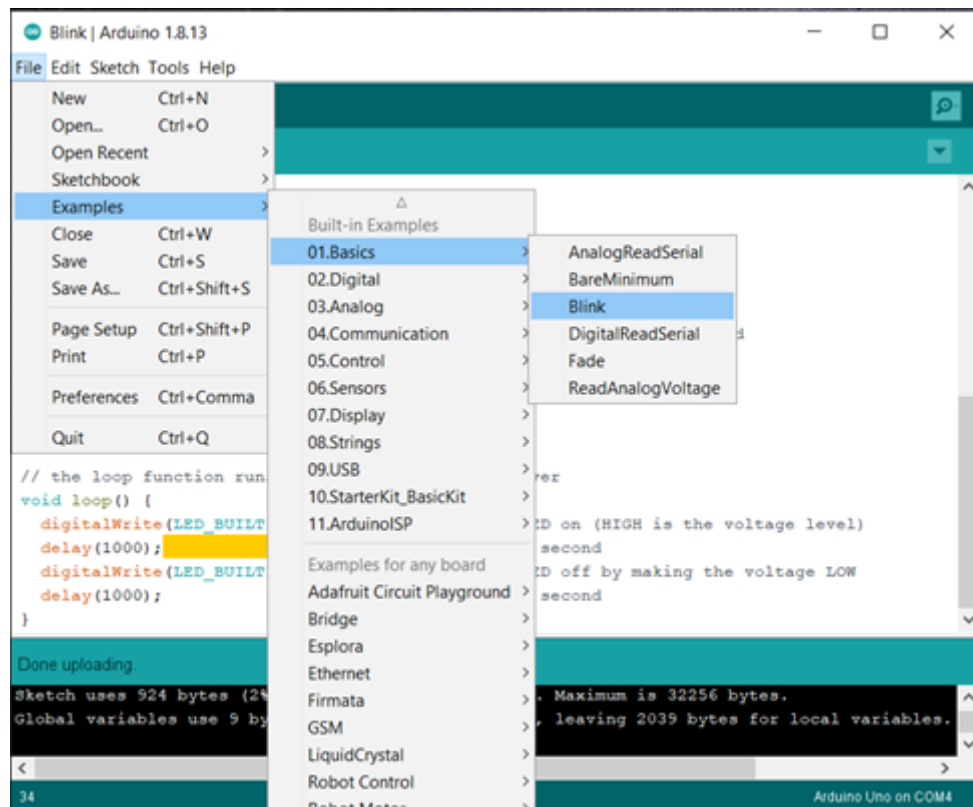 Blink | Arduino 1.8.13
File Edit Sketch Tools Help
New Ctrl+N
Open... Ctrl+O
Open Recent
Sketchbook
Examples
Close Ctrl+W
Save Ctrl+S
Save As... Ctrl+Shift+S
Page Setup Ctrl+Shift+P
Print Ctrl+P
Preferences Ctrl+Comma
Quit Ctrl+Q
Built-in Examples
01.Basics
02.Digital
03.Analog
04.Communication
05.Control
06.Sensors
07.Display
08.Strings
09.USB
10.StarterKit_BasicKit
11.ArduinoISP
Examples for any board
Adafruit Circuit Playground
Bridge
Esplora
Ethernet
Firmata
GSM
LiquidCrystal
Robot Control
AnalogReadSerial
BareMinimum
Blink
DigitalReadSerial
Fade
ReadAnalogVoltage
// the loop function run ver
void loop() {
digitalWrite(LED_BUILT ED on (HIGH is the voltage level)
delay(1000); second
digitalWrite(LED_BUILT ED off by making the voltage LOW
delay(1000); second
}
Done uploading.
Sketch uses 924 bytes (2% . Maximum is 32256 bytes.
Global variables use 9 by , leaving 2039 bytes for local variables.
34 Arduino Uno on COM4